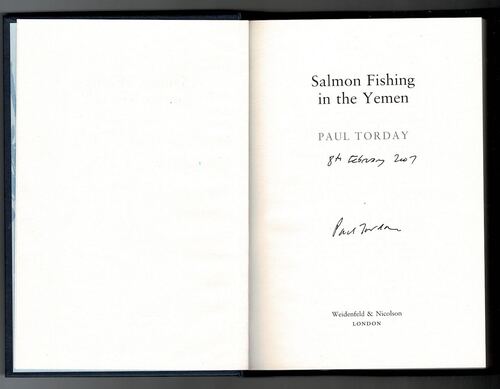 Salmon Fishing
in the Yemen
PAUL TORDAY
8th February 2007
Paul Torday
Weidenfeld & Nicolson
LONDON